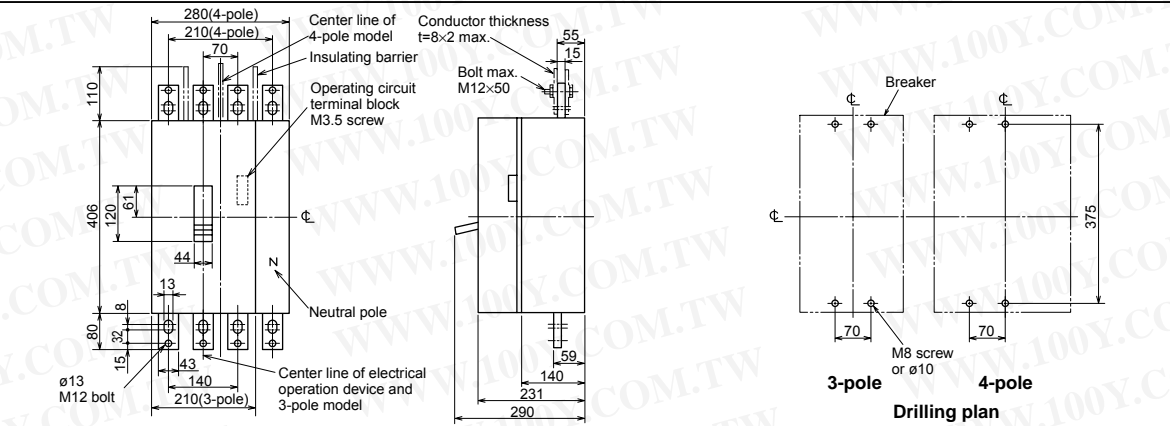 280(4-pole)
210(4-pole)
70
Center line of
4-pole model
Insulating barrier
Operating circuit
terminal block
M3.5 screw
110
406
120
61
44
13
8
80
32
15
43
140
210(3-pole)
ø13
M12 bolt
N
Neutral pole
Center line of electrical
operation device and
3-pole model
℄
Conductor thickness
t=8×2 max.
Bolt max.
M12×50
55
15
59
140
231
290
Breaker
℄
℄
℄
375
70
70
M8 screw
or ø10
3-pole
4-pole
Drilling plan
WWW.100Y.COM.TW